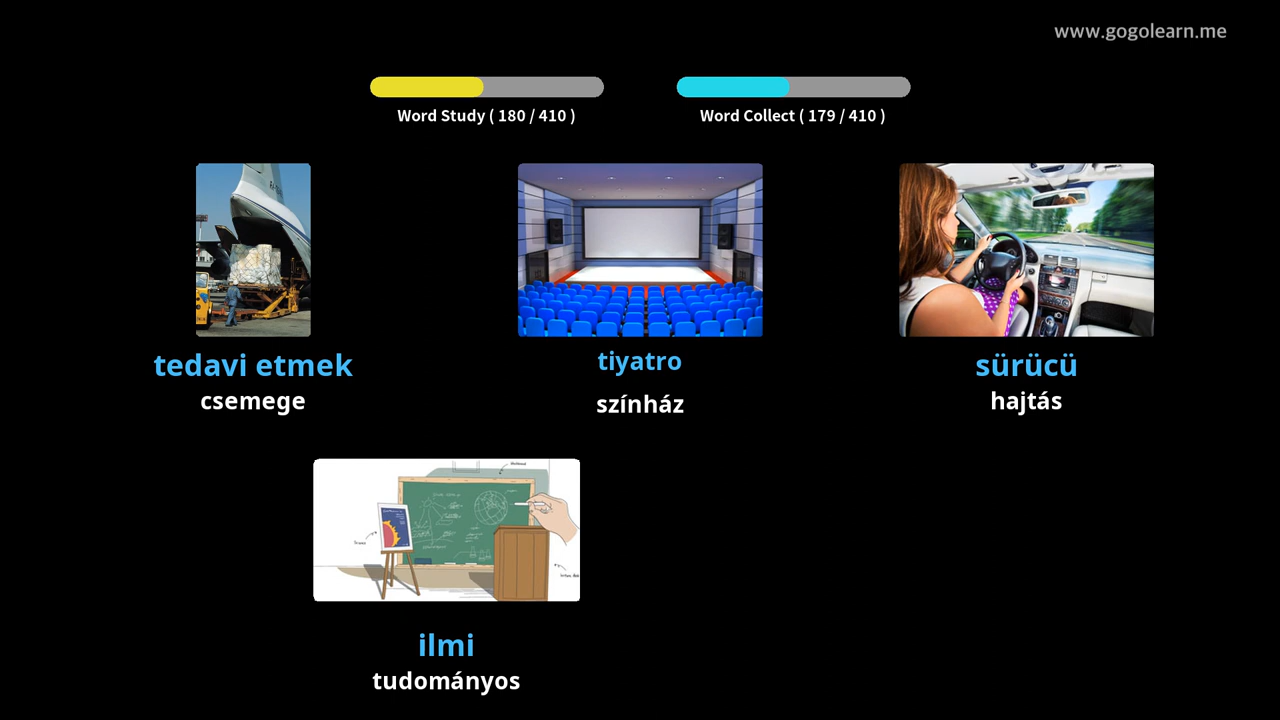 www.gogolearn.me
Word Study ( 180 / 410 )
Word Collect ( 179 / 410 )
tedavi etmek
csemege
tiyatro
színház
sürücü
hajtás
ilmi
tudományos